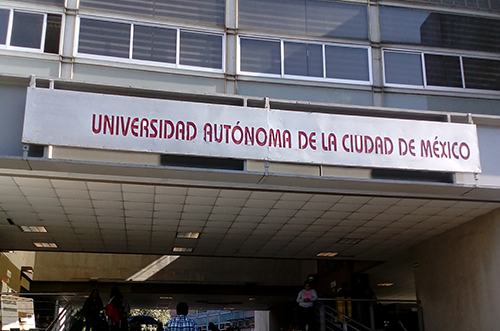 UNIVERSIDAD AUTÓNOMA DE LA CIUDAD DE MÉXICO